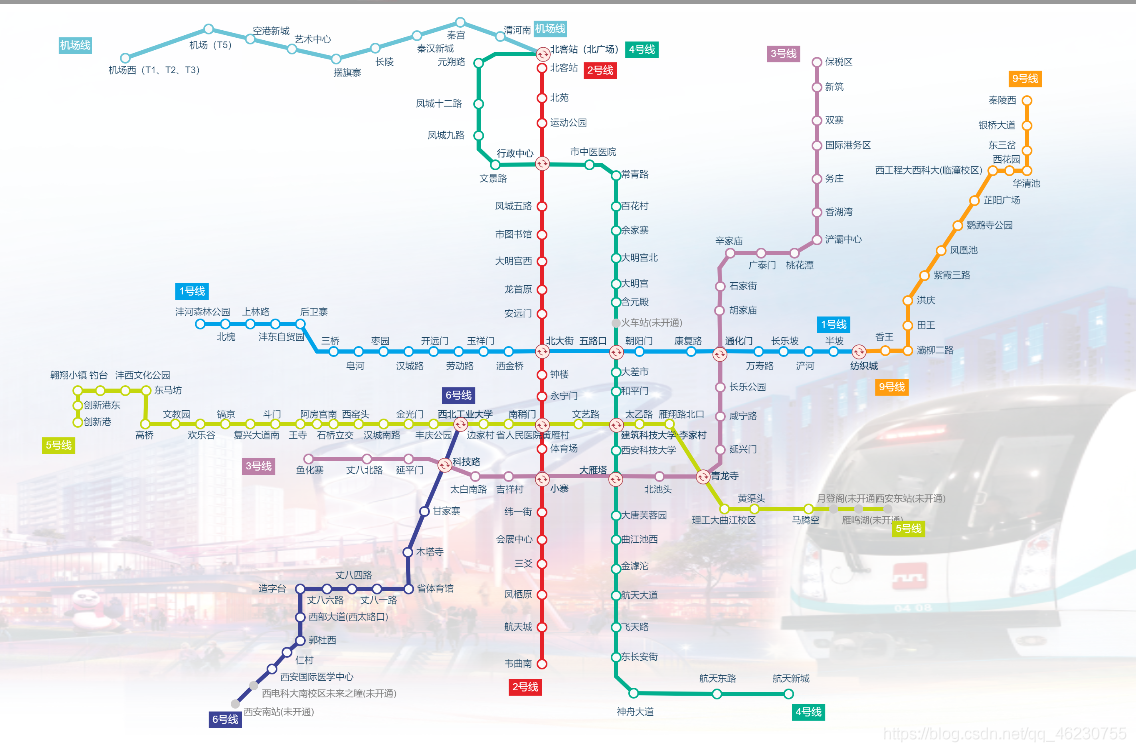 机场线
机场西（T1、T2、T3）
机场（T5）
空港新城
艺术中心
摆旗寨
长陵
秦汉新城
秦宫
渭河南
机场线
北客站（北广场）
4号线
元朔路
凤城十二路
凤城九路
文景路
行政中心
市中医医院
常青路
百花村
余家寨
大明宫北
大明宫
含元殿
火车站(未开通)
五路口
大差市
和平门
建筑科技大学·李家村
西安科技大学
大雁塔
大唐芙蓉园
曲江池西
金滹沱
航天大道
飞天路
东长安街
神舟大道
航天东路
航天新城
4号线
2号线
北客站
北苑
运动公园
凤城五路
市图书馆
大明宫西
龙首原
安远门
北大街
钟楼
永宁门
南稍门
体育场
小寨
纬一街
会展中心
三爻
凤栖原
航天城
韦曲南
2号线
3号线
保税区
新筑
双寨
国际港务区
务庄
香湖湾
浐灞中心
桃花潭
广泰门
辛家庙
石家街
胡家庙
通化门
长乐公园
咸宁路
延兴门
青龙寺
北池头
吉祥村
太白南路
科技路
延平门
丈八北路
鱼化寨
3号线
9号线
秦陵西
银桥大道
东三岔
华清池
西花园
西工程大西科大(临潼校区)
芷阳广场
鹦鹉寺公园
凤凰池
紫霞三路
洪庆
田王
灞柳二路
香王
纺织城
9号线
1号线
沣河森林公园
北槐
上林路
沣东自贸园
后卫寨
三桥
皂河
枣园
汉城路
开远门
劳动路
玉祥门
洒金桥
朝阳门
康复路
万寿路
长乐坡
浐河
半坡
1号线
5号线
创新港
创新港东
翱翔小镇
钓台
沣西文化公园
东马坊
高桥
文教园
欢乐谷
镐京
复兴大道南
斗门
王寺
阿房宫南
石桥立交
西窑头
汉城南路
金光门
丰庆公园
西北工业大学
边家村
省人民医院·黄雁村
文艺路
太乙路
雁翔路北口
理工大曲江校区
黄渠头
马腾空
月登阁(未开通)
雁鸣湖(未开通)
西安东站(未开通)
5号线
6号线
甘家寨
木塔寺
省体育馆
丈八一路
丈八四路
丈八六路
造字台
西部大道(西太路口)
郭杜西
仁村
西安国际医学中心
西电科大南校区未来之瞳(未开通)
西安南站(未开通)
6号线
https://blog.csdn.net/qq_46230755